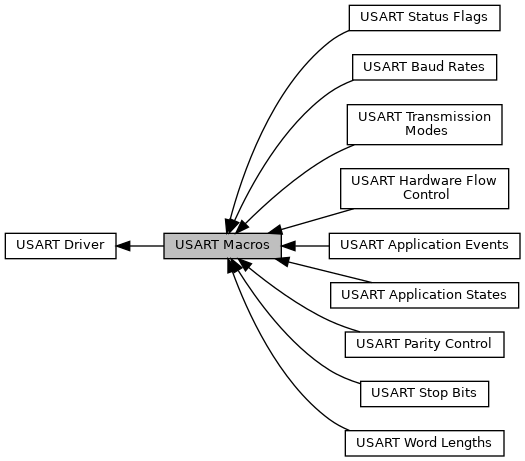 USART Status Flags
USART Baud Rates
USART Transmission
Modes
USART Hardware Flow
Control
USART Driver
USART Macros
USART Application Events
USART Application States
USART Parity Control
USART Stop Bits
USART Word Lengths